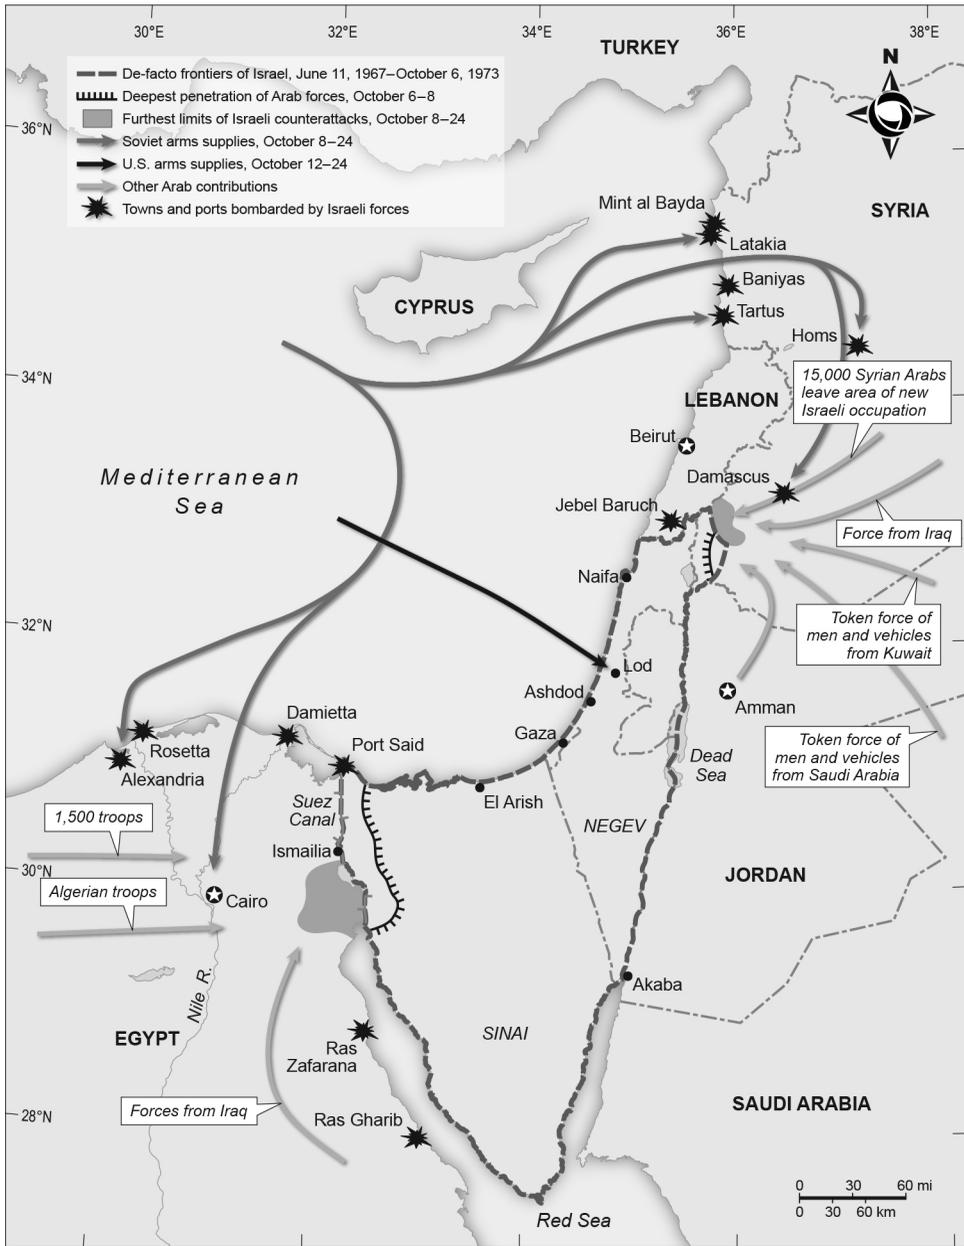 30°E
32°E
34°E
36°E
38°E
TURKEY
N
De-facto frontiers of Israel, June 11, 1967–October 6, 1973
Deepest penetration of Arab forces, October 6–8
Furthest limits of Israeli counterattacks, October 8–24
Soviet arms supplies, October 8–24
U.S. arms supplies, October 12–24
Other Arab contributions
Towns and ports bombarded by Israeli forces
36°N
Mint al Bayda
SYRIA
Latakia
Baniyas
CYPRUS
Tartus
Homs
34°N
15,000 Syrian Arabs
leave area of new
Israeli occupation
LEBANON
Beirut
Mediterranean
Sea
Damascus
Jebel Baruch
Force from Iraq
Naifa
32°N
Token force of
men and vehicles
from Kuwait
Lod
Ashdod
Amman
Damietta
Gaza
Rosetta
Port Said
Alexandria
Dead
Sea
Token force of
men and vehicles
from Saudi Arabia
El Arish
Suez
Canal
1,500 troops
NEGEV
Ismailia
30°N
JORDAN
Algerian troops
Cairo
Akaba
Nile R.
EGYPT
SINAI
Ras
Zafarana
Forces from Iraq
Ras Gharib
28°N
SAUDI ARABIA
0 30 60 mi
0 30 60 km
Red Sea